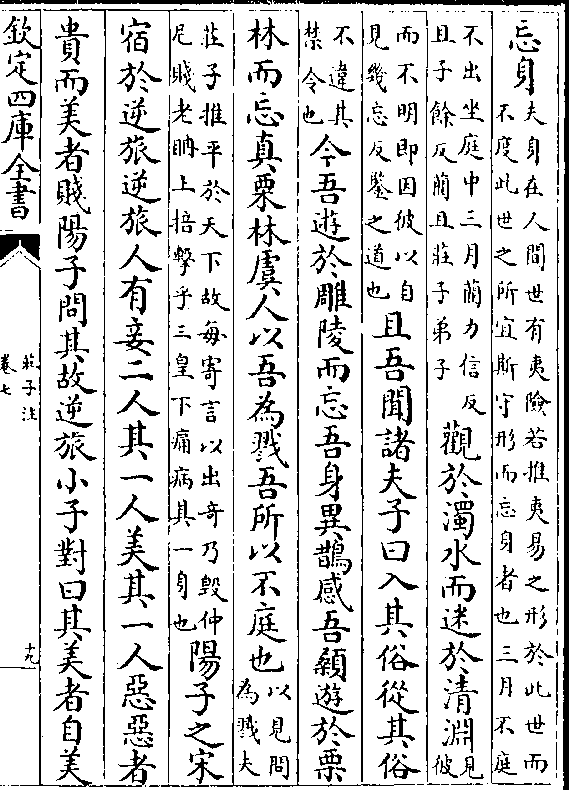 忘身夫身在人間世有夷險若推夷易之形於此世而
不度此世之所宜斯守形而忘身者也三月不庭
不出坐庭中三月藺力信反
且子餘反藺且莊子弟子觀於濁水而迷於清淵見
彼
而不明即因彼以自
見幾忘反鑒之道也且吾聞諸夫子曰入其俗從其俗
不違其
禁令也今吾遊於雕陵而忘吾身異鵲感吾顙遊於栗
林而忘真栗林虞人以吾為戮吾所以不庭也以見問
為戮夫
莊子推平於天下故每寄言以出奇乃毀仲
尼賤老聃上掊擊乎三皇下痛病其一身也陽子之宋
宿於逆旅逆旅人有妾二人其一人美其一人惡惡者
貴而美者賤陽子問其故逆旅小子對曰其美者自美
欽定四庫全書
莊子注
卷七
十九